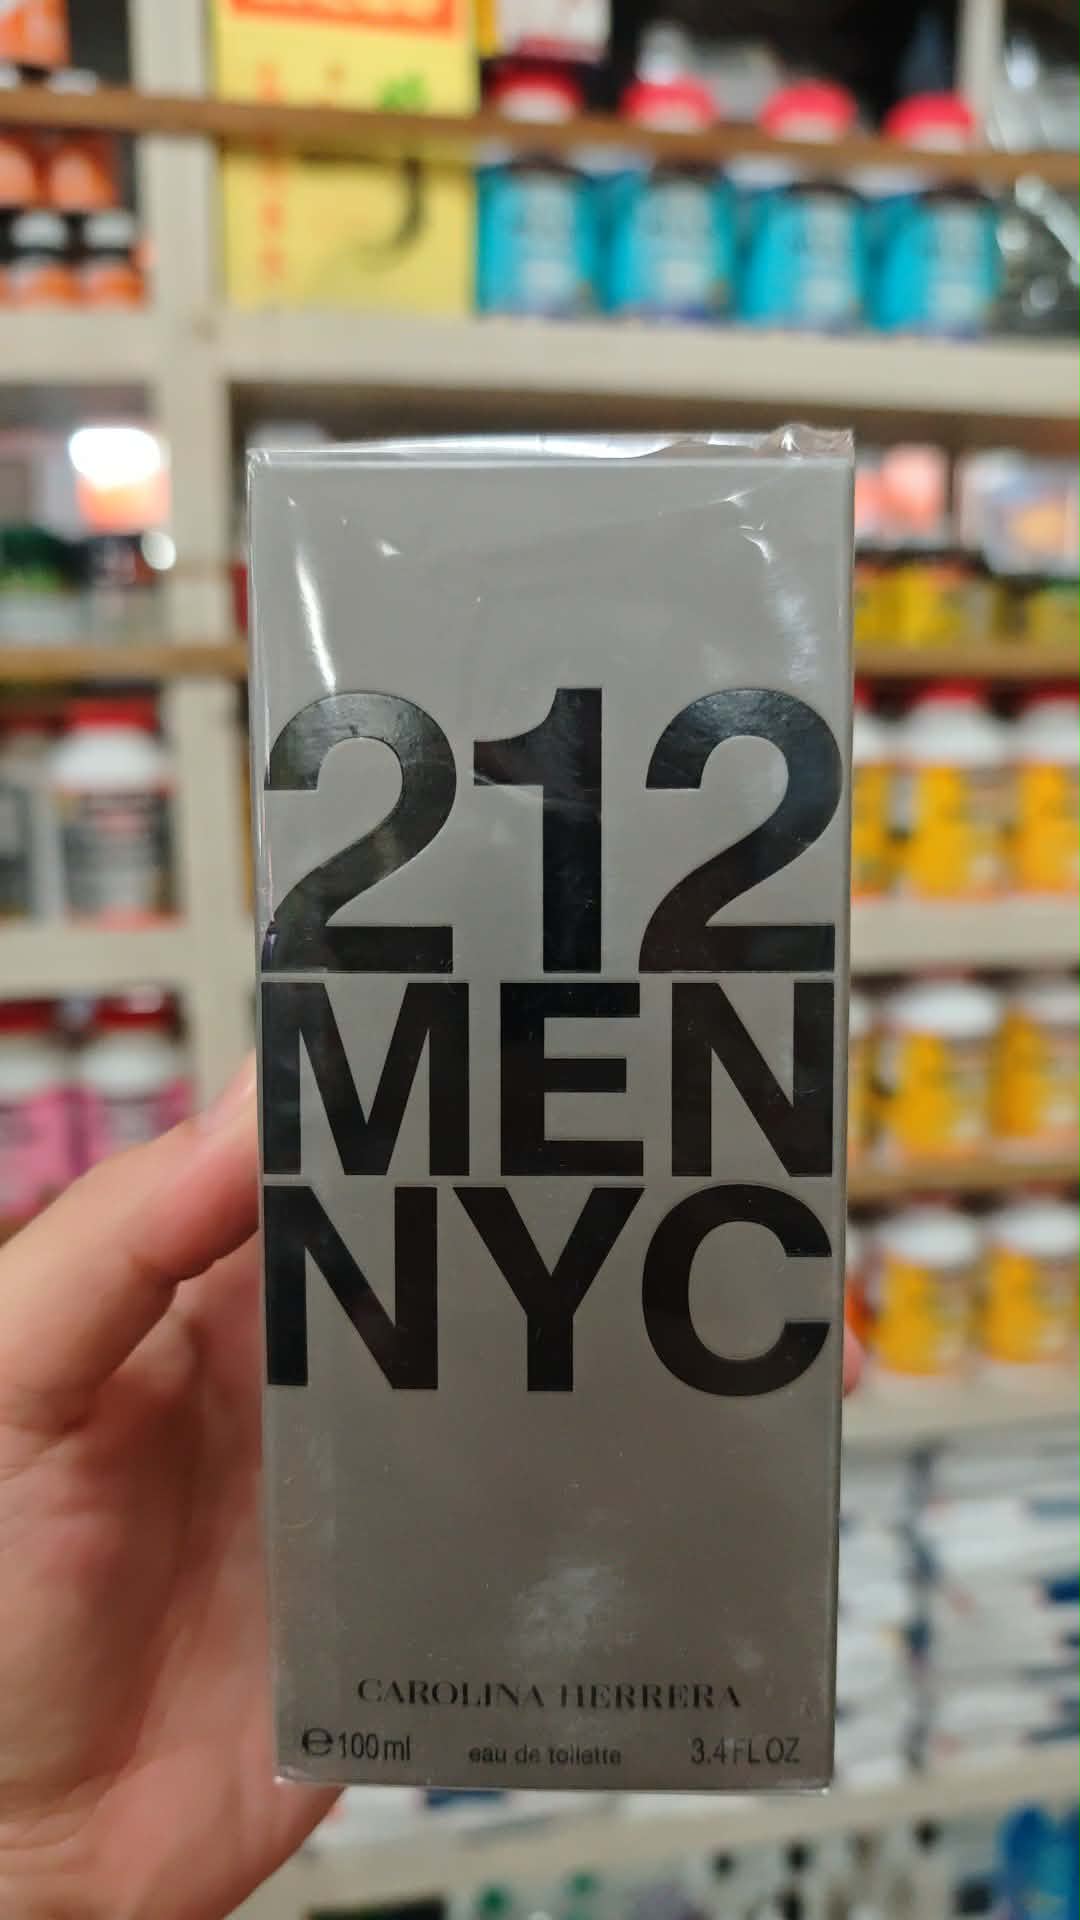 212
MEN
NYC
CAROLINA HERRERA
℮100ml eau de toilette 3.4 FL OZ